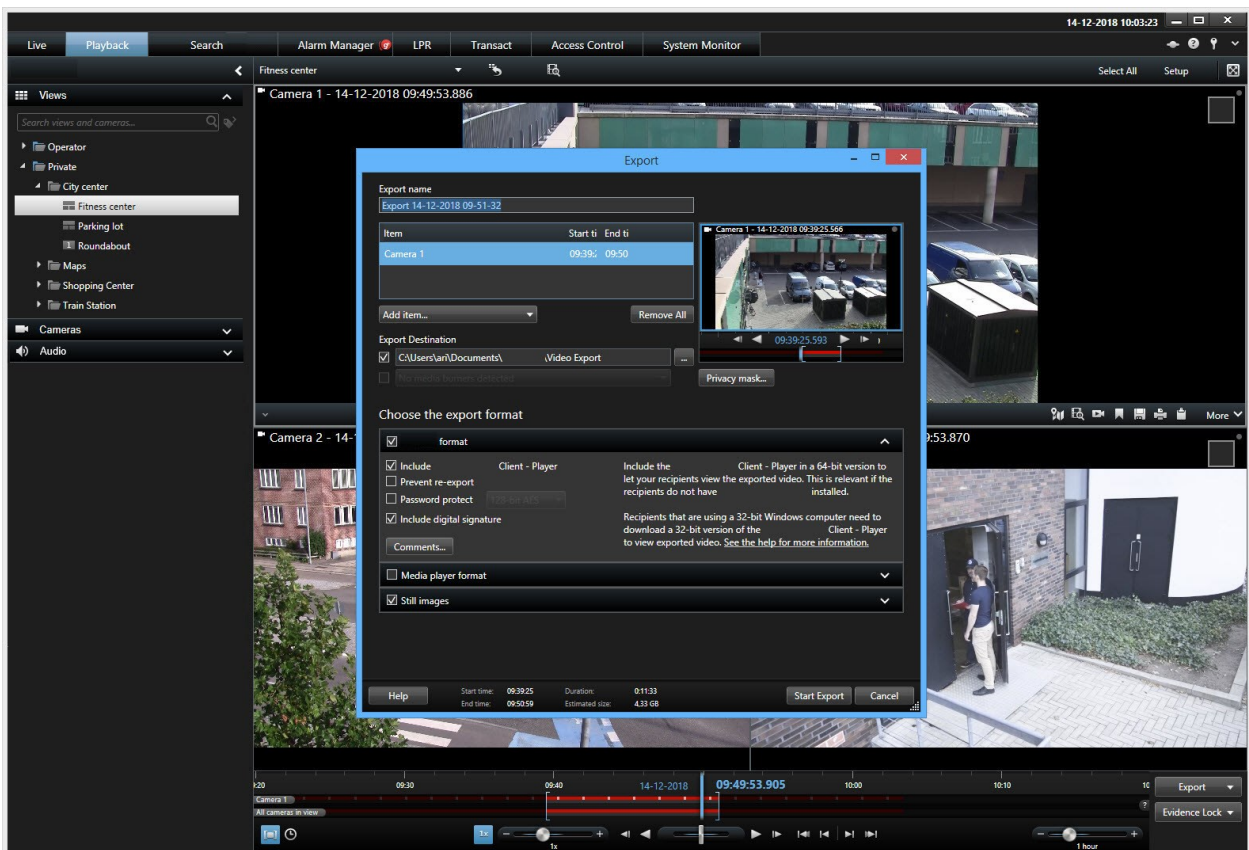 14-12-2018 10:03:23
Live Playback Search Alarm Manager LPR Transact Access Control System Monitor
Fitness center Select All Setup
Views
Search views and cameras...
Operator
Private
City center
Fitness center
Parking lot
1 Roundabout
Maps
Shopping Center
Train Station
Cameras
Audio
Camera 1 - 14-12-2018 09:49:53.886
Export
Export name
Export 14-12-2018 09-51-32
Item Start ti End ti
Camera 1 09:39: 09:50
Add item... Remove All
Camera 1 - 14-12-2018 09:39:25.566
09:39:25.593
Export Destination
C:\Users\ari\Documents\ \Video Export ...
No media burners detected
Privacy mask...
Choose the export format
format
Include Client - Player
Prevent re-export
Password protect 128-bit AES
Include digital signature
Comments...
Include the Client - Player in a 64-bit version to
let your recipients view the exported video. This is relevant if the
recipients do not have installed.
Recipients that are using a 32-bit Windows computer need to
download a 32-bit version of the Client - Player
to view exported video. See the help for more information.
Media player format
Still images
Help
Start time: 09:39:25 Duration: 0:11:33
End time: 09:50:59 Estimated size: 4,33 GB
Start Export Cancel
More
Camera 2 - 14-
9:53.870
:20 09:30 09:40 14-12-2018 09:49:53.905 10:00 10:10 10
Camera 1
All cameras in view
Export
Evidence Lock
1x
1x
1 hour